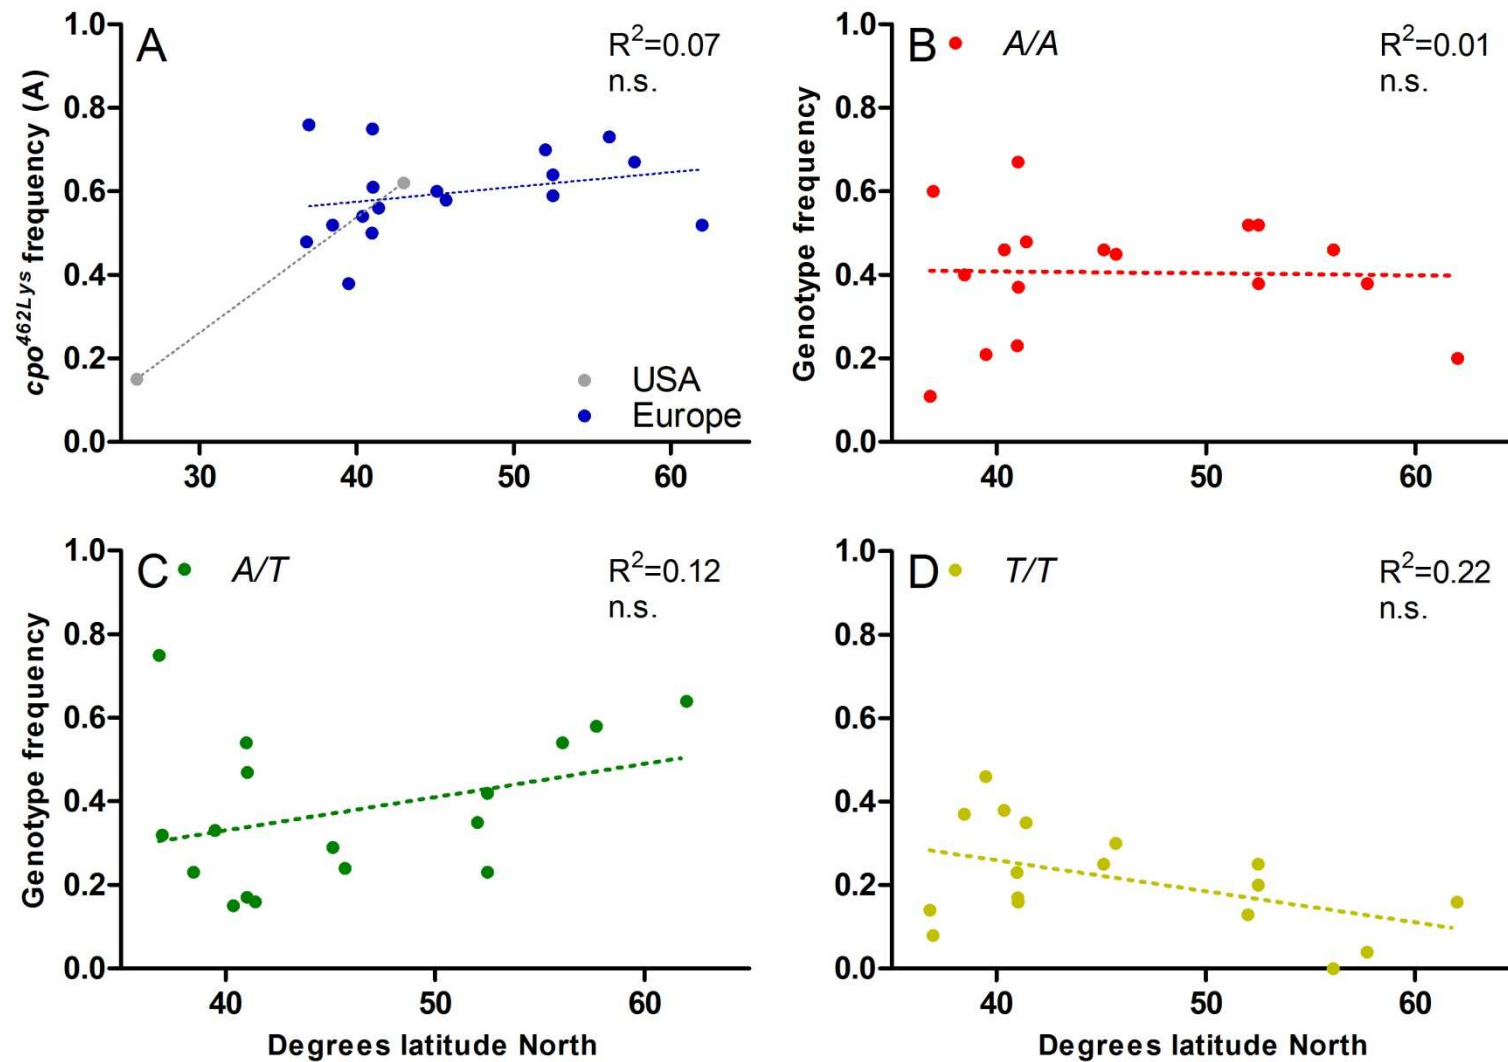 A
R²=0.07
n.s.
cpo⁴⁶²ᴸʸˢ frequency (A)
1.0
0.8
0.6
0.4
0.2
0.0
USA
Europe
30 40 50 60
B A/A
R²=0.01
n.s.
Genotype frequency
1.0
0.8
0.6
0.4
0.2
0.0
40 50 60
C A/T
R²=0.12
n.s.
Genotype frequency
1.0
0.8
0.6
0.4
0.2
0.0
40 50 60
Degrees latitude North
D T/T
R²=0.22
n.s.
Genotype frequency
1.0
0.8
0.6
0.4
0.2
0.0
40 50 60
Degrees latitude North